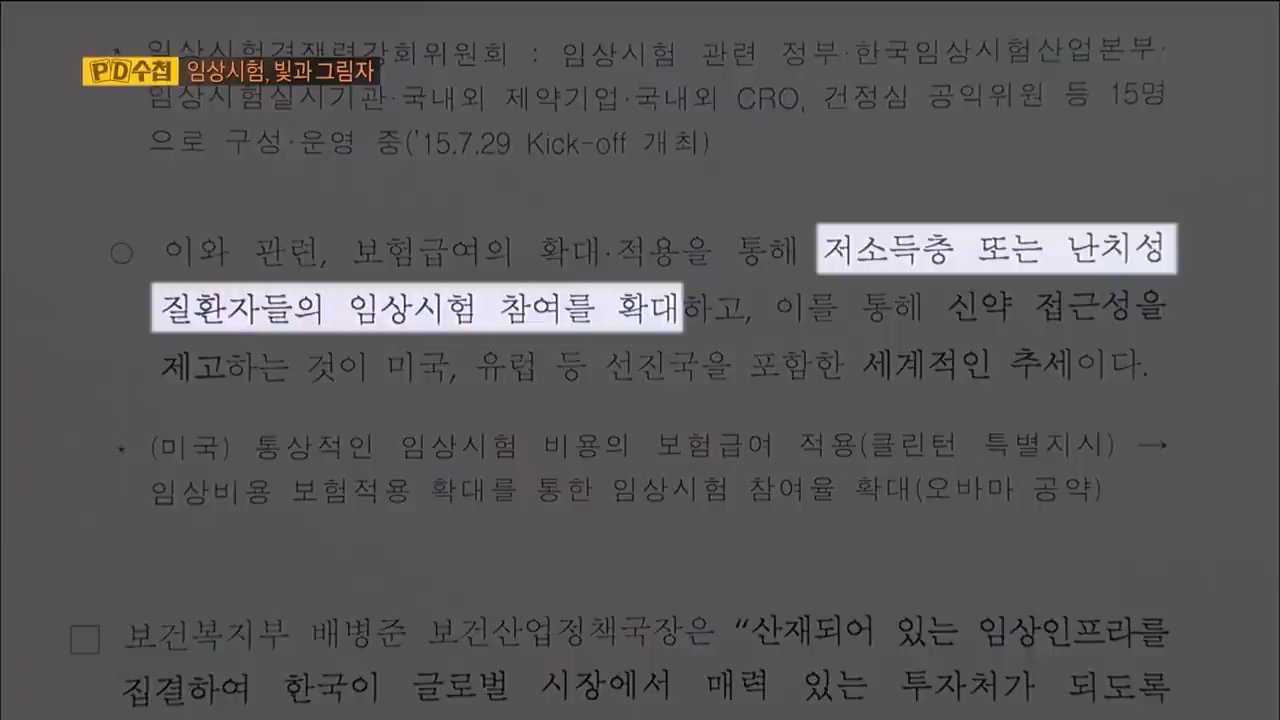 * 임상시험경쟁력강화위원회 : 임상시험 관련 정부·한국임상시험산업본부·
PD수첩 임상시험, 빛과 그림자
임상시험실시기관·국내외 제약기업·국내외 CRO, 건정심 공익위원 등 15명
으로 구성·운영 중('15.7.29 Kick-off 개최)
○ 이와 관련, 보험급여의 확대·적용을 통해 저소득층 또는 난치성
질환자들의 임상시험 참여를 확대하고, 이를 통해 신약 접근성을
제고하는 것이 미국, 유럽 등 선진국을 포함한 세계적인 추세이다.
* (미국) 통상적인 임상시험 비용의 보험급여 적용(클린턴 특별지시) →
임상비용 보험적용 확대를 통한 임상시험 참여율 확대(오바마 공약)
□ 보건복지부 배병준 보건산업정책국장은 “산재되어 있는 임상인프라를
집결하여 한국이 글로벌 시장에서 매력 있는 투자처가 되도록